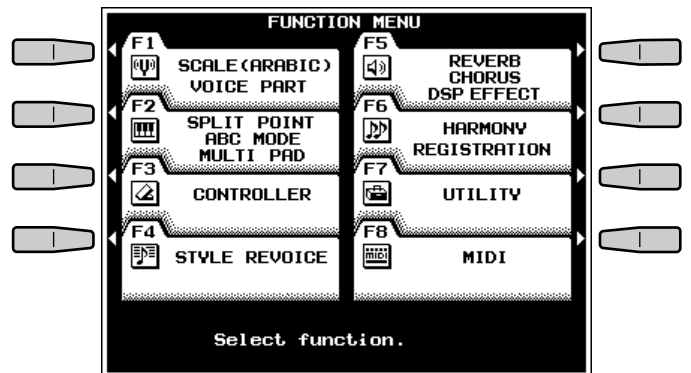 FUNCTION MENU
F1
SCALE(ARABIC)
VOICE PART
F2
SPLIT POINT
ABC MODE
MULTI PAD
F3
CONTROLLER
F4
STYLE REVOICE
F5
REVERB
CHORUS
DSP EFFECT
F6
HARMONY
REGISTRATION
F7
UTILITY
F8
MIDI
MIDI
Select function.